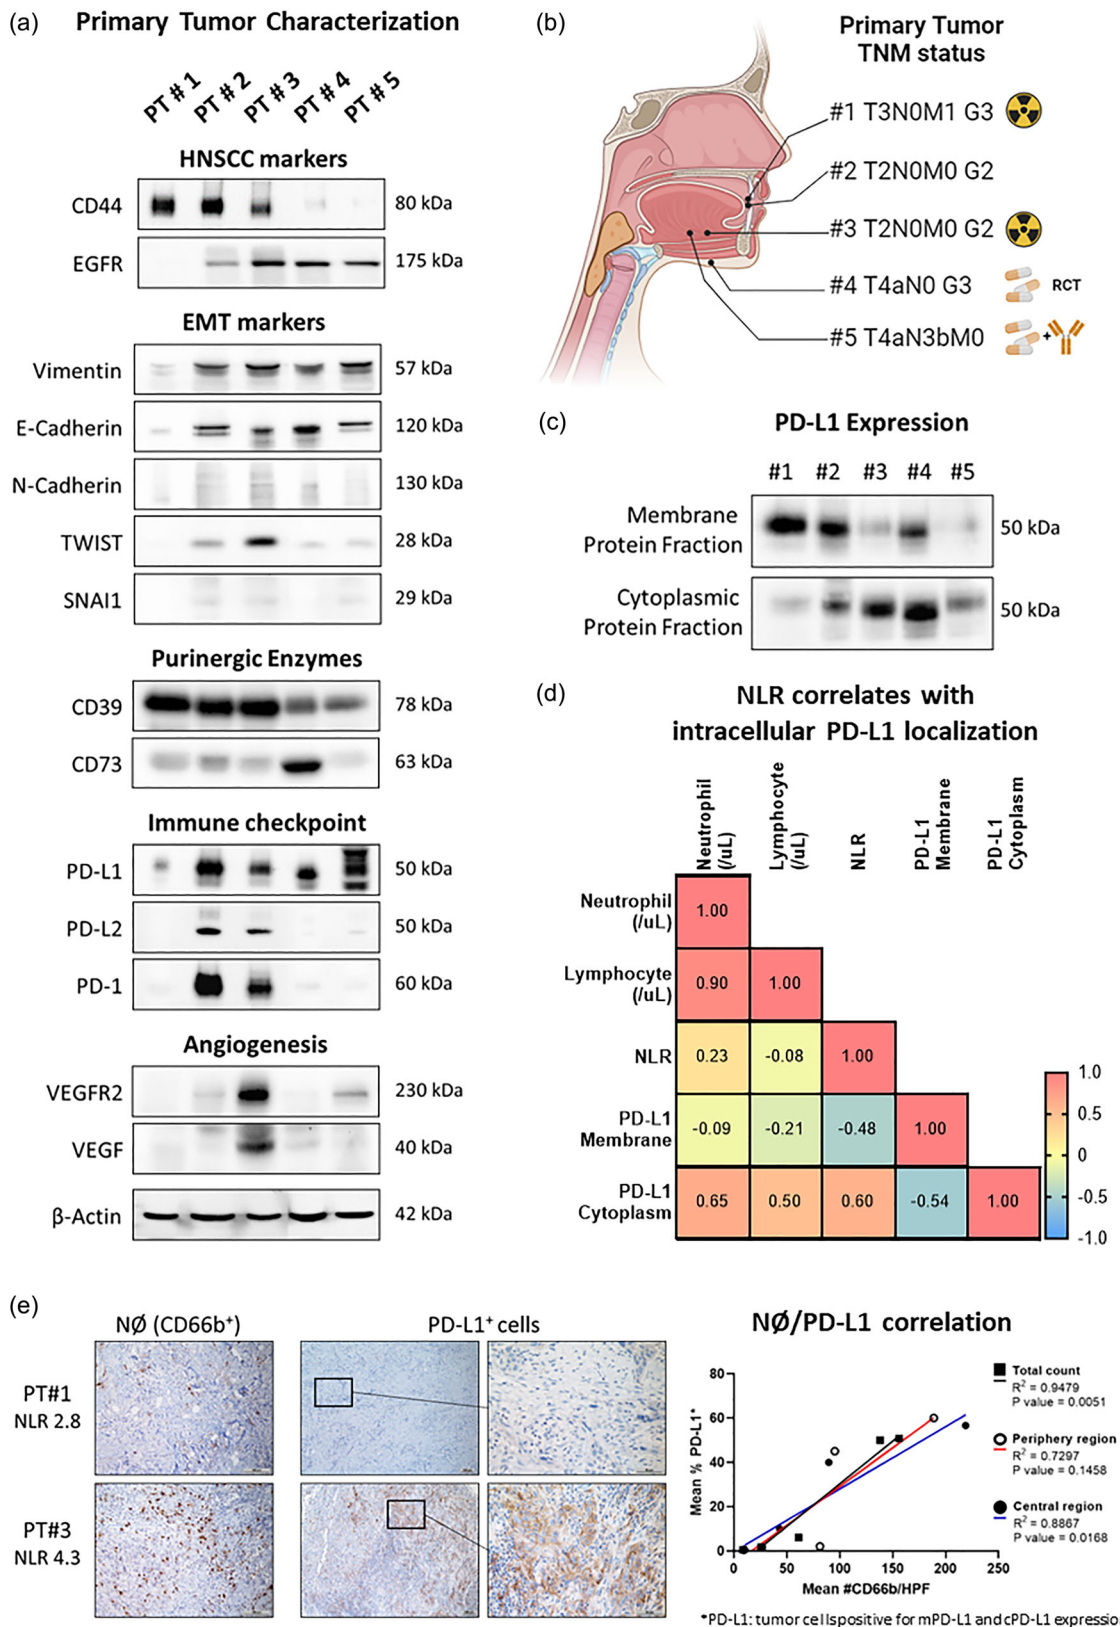 (a) Primary Tumor Characterization
PT # 1 PT # 2 PT # 3 PT # 4 PT # 5
HNSCC markers
CD44 80 kDa
EGFR 175 kDa
EMT markers
Vimentin 57 kDa
E-Cadherin 120 kDa
N-Cadherin 130 kDa
TWIST 28 kDa
SNAI1 29 kDa
Purinergic Enzymes
CD39 78 kDa
CD73 63 kDa
Immune checkpoint
PD-L1 50 kDa
PD-L2 50 kDa
PD-1 60 kDa
Angiogenesis
VEGFR2 230 kDa
VEGF 40 kDa
β-Actin 42 kDa
(b) Primary Tumor
TNM status
#1 T3N0M1 G3
#2 T2N0M0 G2
#3 T2N0M0 G2
#4 T4aN0 G3 RCT
#5 T4aN3bM0 +
(c) PD-L1 Expression
#1 #2 #3 #4 #5
Membrane
Protein Fraction 50 kDa
Cytoplasmic
Protein Fraction 50 kDa
(d) NLR correlates with
intracellular PD-L1 localization
Neutrophil
(/uL)
Lymphocyte
(/uL)
NLR
PD-L1
Membrane
PD-L1
Cytoplasm
Neutrophil
(/uL) 1.00
Lymphocyte
(/uL) 0.90 1.00
NLR 0.23 -0.08 1.00
PD-L1
Membrane -0.09 -0.21 -0.48 1.00
PD-L1
Cytoplasm 0.65 0.50 0.60 -0.54 1.00
1.0
0.5
0
-0.5
-1.0
(e) NØ (CD66b⁺) PD-L1⁺ cells
PT#1
NLR 2.8
PT#3
NLR 4.3
NØ/PD-L1 correlation
Mean % PD-L1*
80
60
40
20
0
0 50 100 150 200 250
Mean #CD66b/HPF
Total count
R² = 0.9479
P value = 0.0051
Periphery region
R² = 0.7297
P value = 0.1458
Central region
R² = 0.8867
P value = 0.0168
*PD-L1: tumor cellspositive for mPD-L1 and cPD-L1 expression